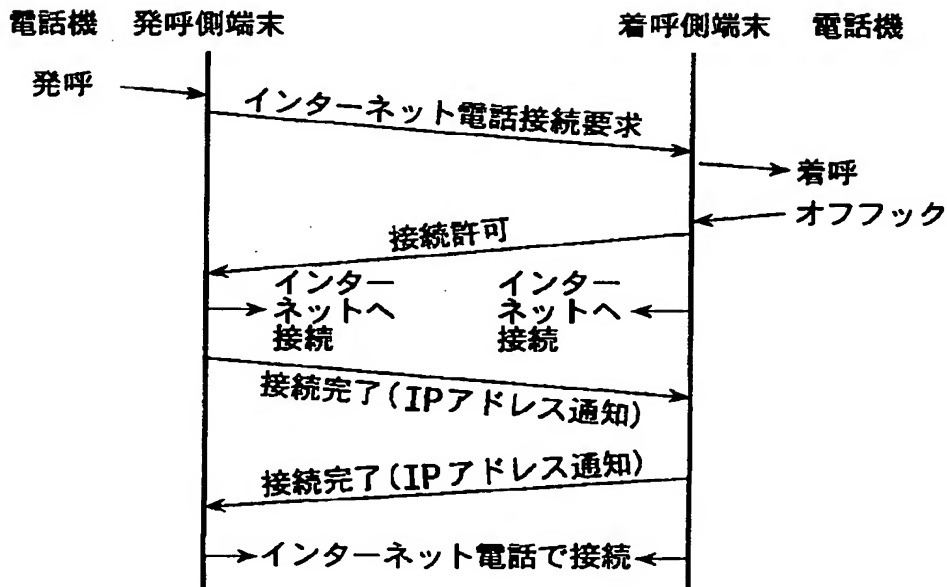 電話機 発呼側端末 着呼側端末 電話機
発呼
インターネット電話接続要求
着呼
オフフック
接続許可
インター
ネットへ
接続
インター
ネットへ
接続
接続完了(IPアドレス通知)
接続完了(IPアドレス通知)
インターネット電話で接続